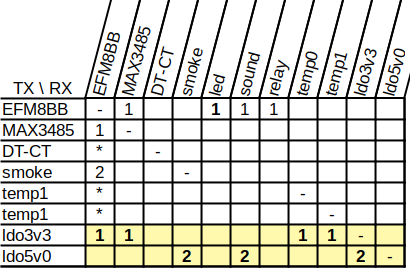 EFM8BB MAX3485 DT-CT smoke led sound relay temp0 temp1 ldo3v3 ldo5v0
TX \ RX
EFM8BB - 1 1 1 1
MAX3485 1 -
DT-CT * -
smoke 2 -
temp1 * -
temp1 * -
ldo3v3 1 1 1 1 -
ldo5v0 2 2 2 -